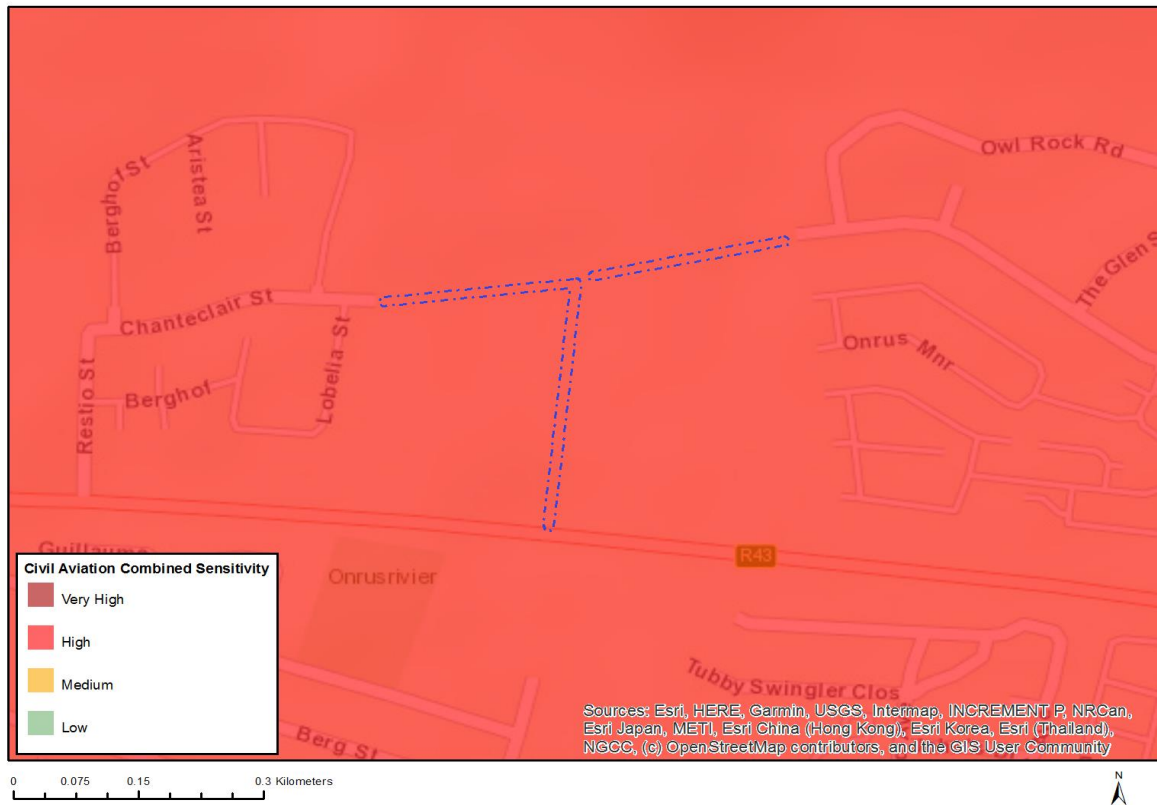 Owl Rock Rd
Aristea St
Berghof St
The Glen S
Chanteclair St
Onrus Mnr
Lobelia St
Berghof
Restio St
R43
Guillaume
Onrusrivier
Civil Aviation Combined Sensitivity
Very High
High
Medium
Low
Tubby Swingler Clos
Berg St
Sources: Esri, HERE, Garmin, USGS, Intermap, INCREMENT P, NRCan,
Esri Japan, METI, Esri China (Hong Kong), Esri Korea, Esri (Thailand),
NGCC, (c) OpenStreetMap contributors, and the GIS User Community
0 0.075 0.15 0.3 Kilometers
N